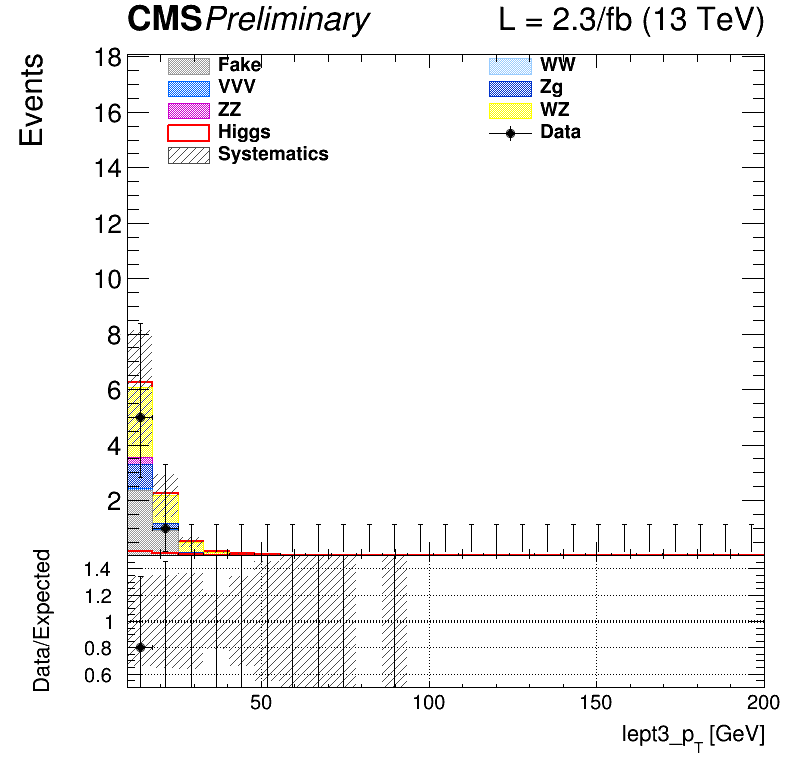 CMS Preliminary L = 2.3/fb (13 TeV)
Events
18
16
14
12
10
8
6
4
2
Fake WW
VVV Zg
ZZ WZ
Higgs Data
Systematics
Data/Expected
1.4
1.2
1
0.8
0.6
50 100 150 200
lept3_p_T [GeV]